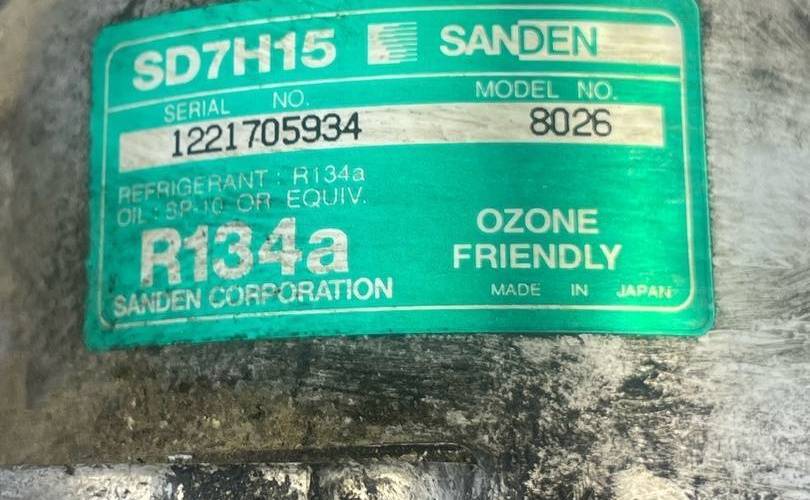 SD7H15 SANDEN
SERIAL NO. MODEL NO.
1221705934 8026
REFRIGERANT : R134a
OIL : SP-10 OR EQUIV.
R134a
OZONE
FRIENDLY
SANDEN CORPORATION
MADE IN JAPAN